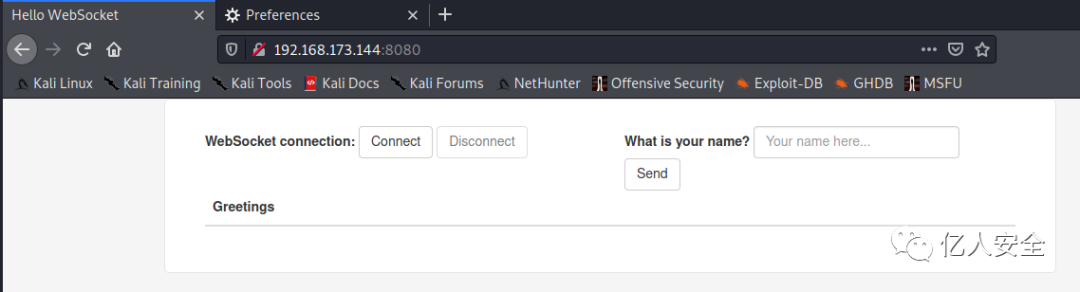 Hello WebSocket
Preferences
192.168.173.144:8080
Kali Linux Kali Training Kali Tools Kali Docs Kali Forums NetHunter Offensive Security Exploit-DB GHDB MSFU
WebSocket connection: Connect Disconnect
What is your name? Your name here...
Send
Greetings
亿人安全